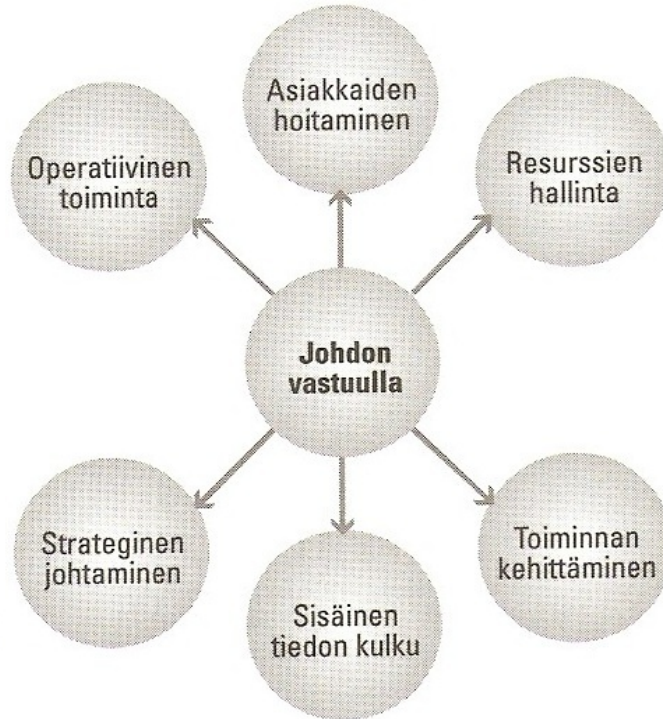 Asiakkaiden
hoitaminen
Operatiivinen
toiminta
Resurssien
hallinta
Johdon
vastuulla
Strateginen
johtaminen
Toiminnan
kehittäminen
Sisäinen
tiedon kulku